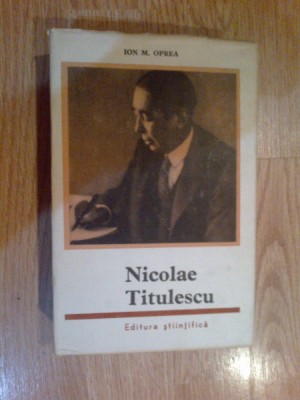 ION M. OPREA
Nicolae
Titulescu
Editura științifică